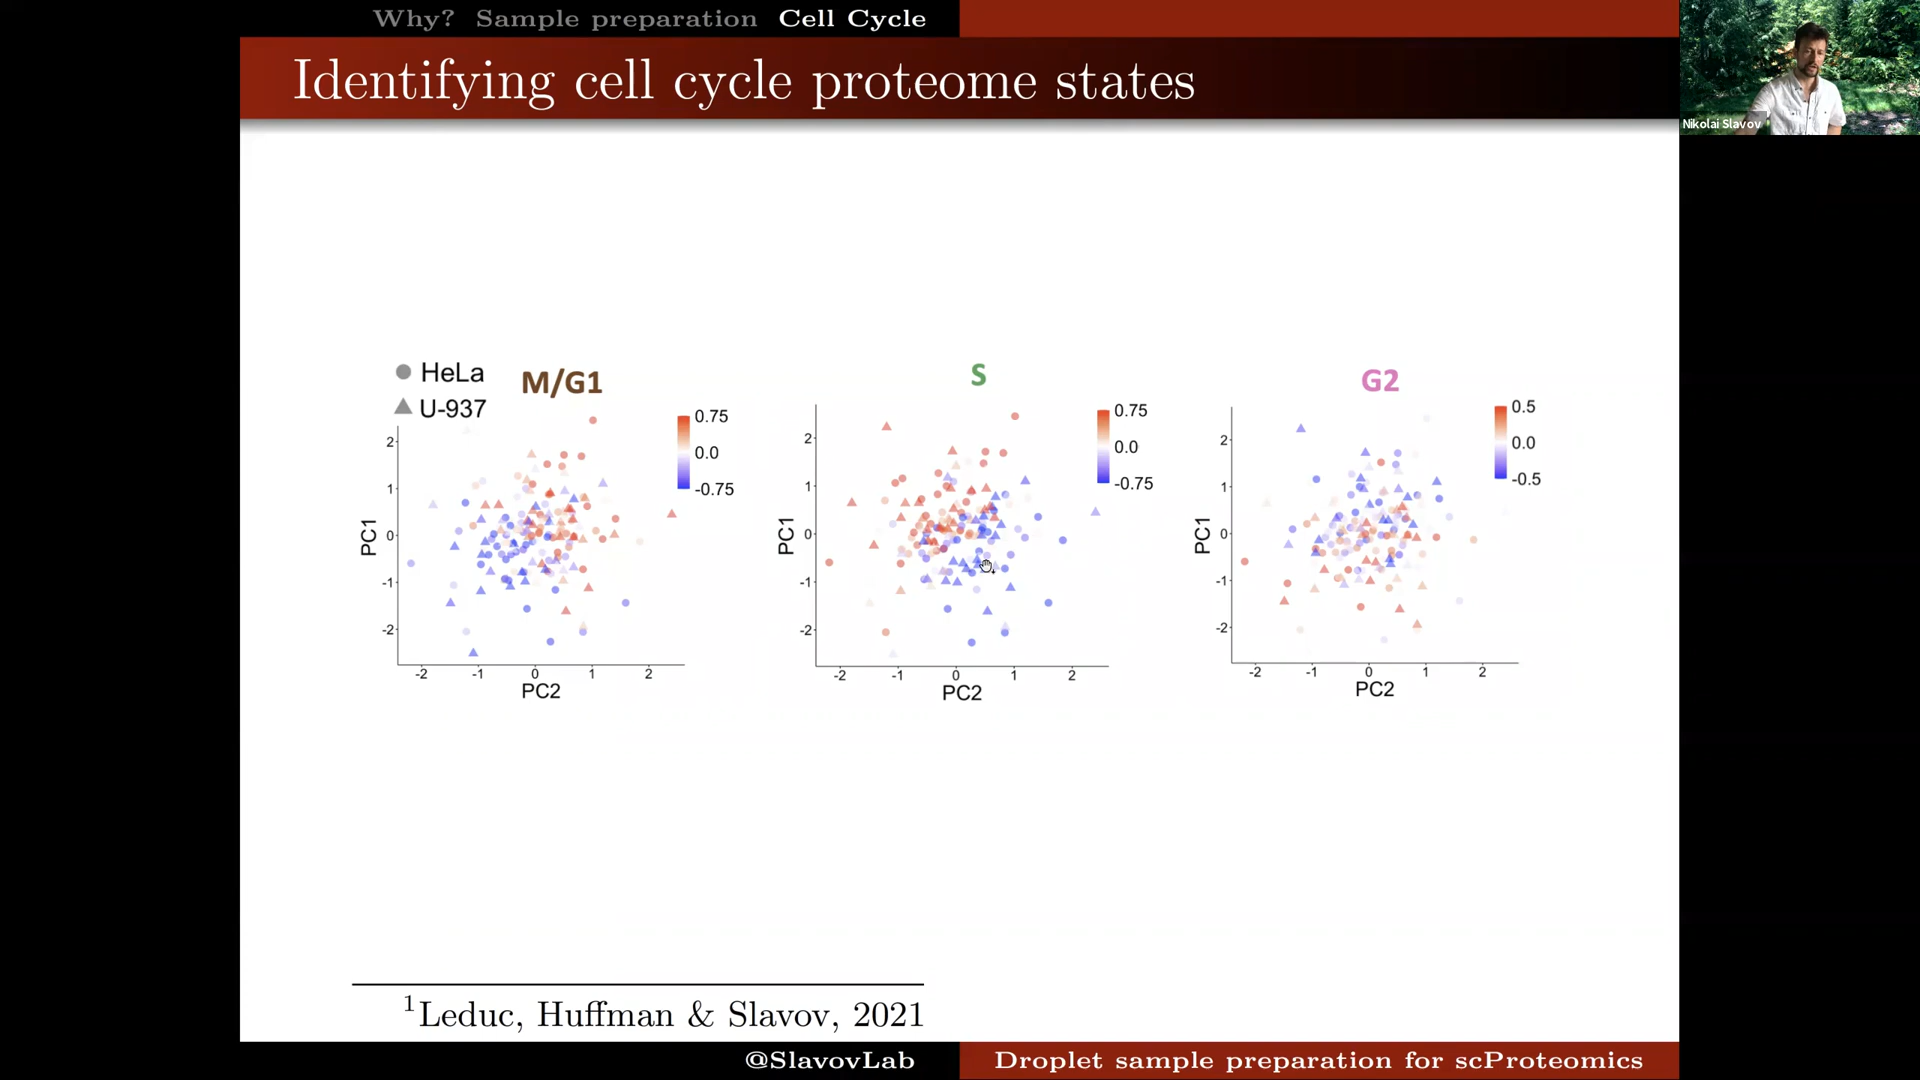 Why? Sample preparation Cell Cycle
Identifying cell cycle proteome states
Nikolai Slavov
HeLa
U-937
M/G1
0.75
0.0
-0.75
PC1
2
1
0
-1
-2
-2 -1 0 1 2
PC2
S
0.75
0.0
-0.75
PC1
2
1
0
-1
-2
-2 -1 0 1 2
PC2
G2
0.5
0.0
-0.5
PC1
2
1
0
-1
-2
-2 -1 0 1 2
PC2
1Leduc, Huffman & Slavov, 2021
@SlavovLab
Droplet sample preparation for scProteomics